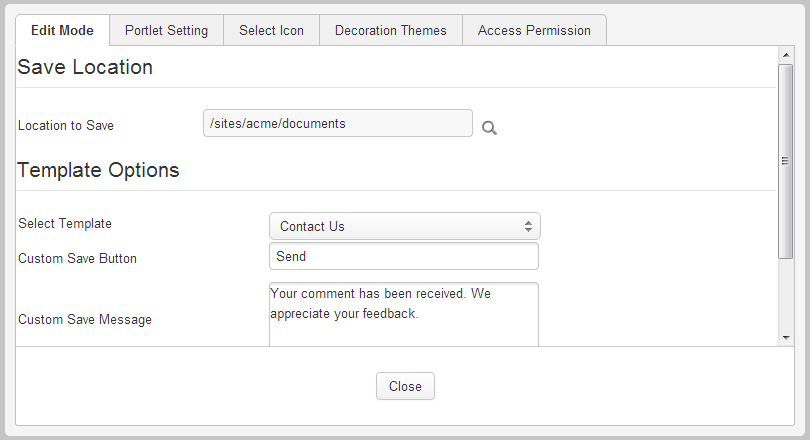 Edit Mode Portlet Setting Select Icon Decoration Themes Access Permission
Save Location
Location to Save /sites/acme/documents
Template Options
Select Template Contact Us
Custom Save Button Send
Custom Save Message Your comment has been received. We
appreciate your feedback.
Close